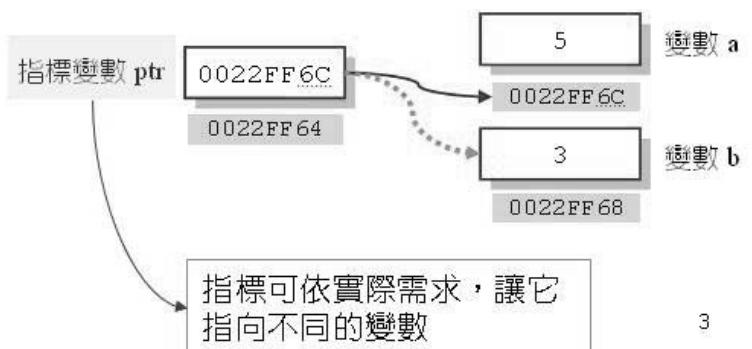 5
變數 a
指標變數 ptr
0022FF6C
0022FF6C
0022FF64
3
變數 b
0022FF68
指標可依實際需求，讓它
指向不同的變數
3